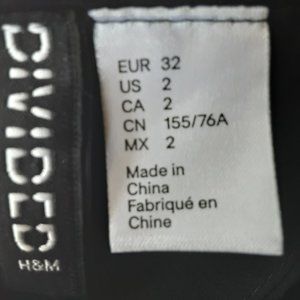 DIVIDED
H&M
EUR 32
US 2
CA 2
CN 155/76A
MX 2
Made in
China
Fabriqué en
Chine